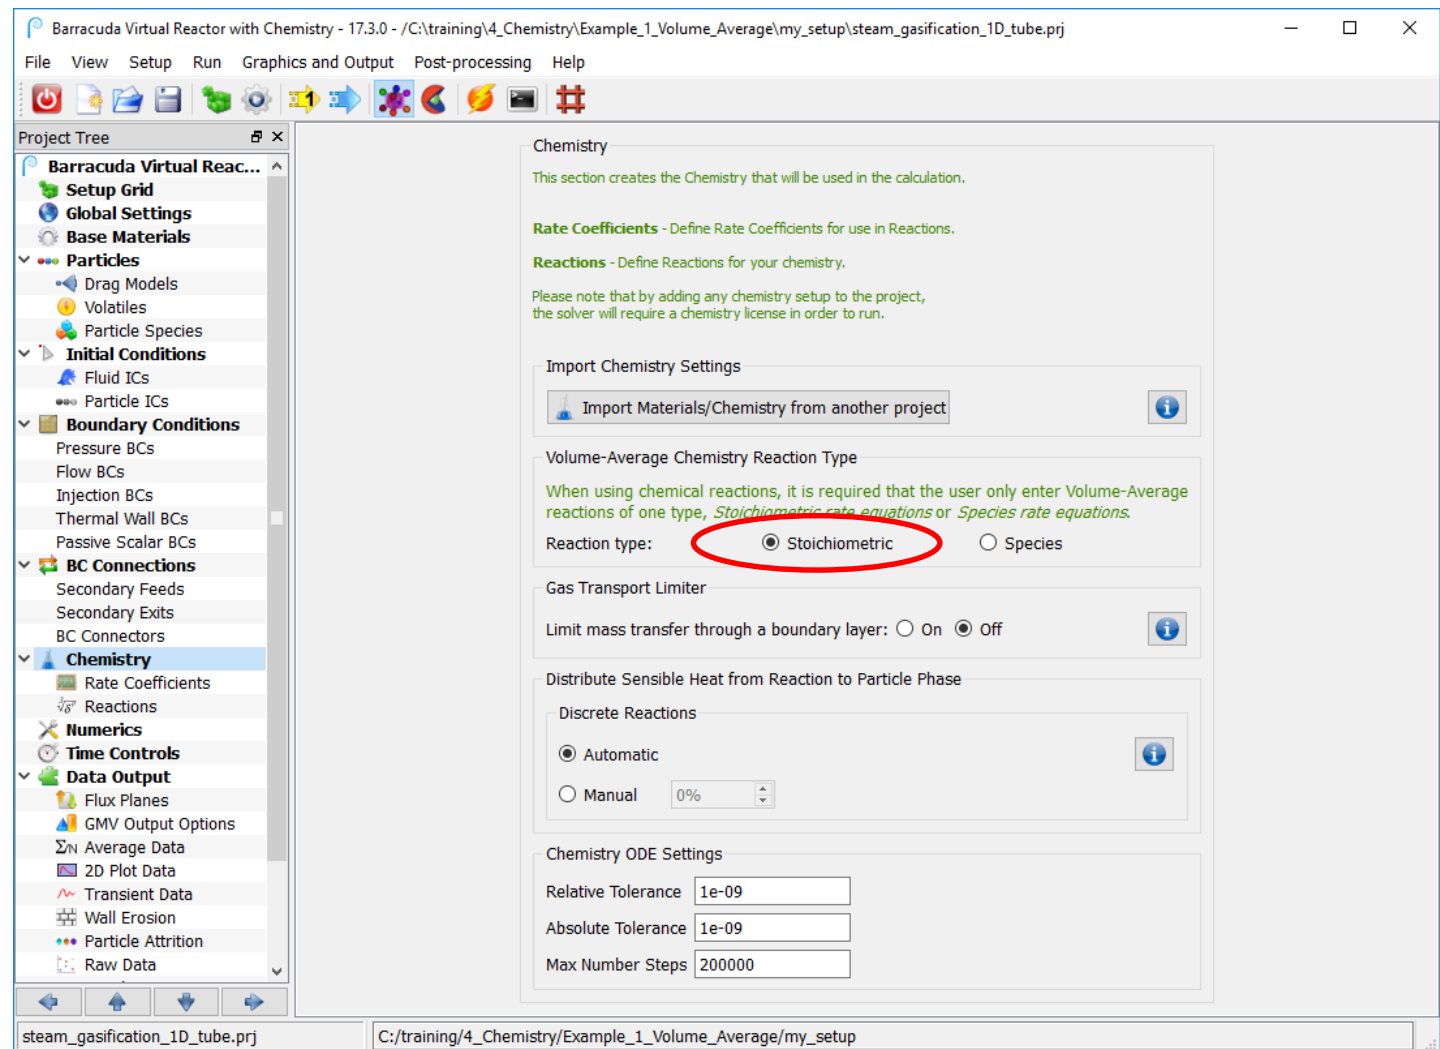 Barracuda Virtual Reactor with Chemistry - 17.3.0 - /C:\training\4_Chemistry\Example_1_Volume_Average\my_setup\steam_gasification_1D_tube.prj
File View Setup Run Graphics and Output Post-processing Help
1
Project Tree
Barracuda Virtual Reac...
Setup Grid
Global Settings
Base Materials
Particles
Drag Models
Volatiles
Particle Species
Initial Conditions
Fluid ICs
Particle ICs
Boundary Conditions
Pressure BCs
Flow BCs
Injection BCs
Thermal Wall BCs
Passive Scalar BCs
BC Connections
Secondary Feeds
Secondary Exits
BC Connectors
Chemistry
Rate Coefficients
Reactions
Numerics
Time Controls
Data Output
Flux Planes
GMV Output Options
Σ/N Average Data
2D Plot Data
Transient Data
Wall Erosion
Particle Attrition
Raw Data
Chemistry
This section creates the Chemistry that will be used in the calculation.
Rate Coefficients - Define Rate Coefficients for use in Reactions.
Reactions - Define Reactions for your chemistry.
Please note that by adding any chemistry setup to the project,
the solver will require a chemistry license in order to run.
Import Chemistry Settings
Import Materials/Chemistry from another project
Volume-Average Chemistry Reaction Type
When using chemical reactions, it is required that the user only enter Volume-Average
reactions of one type, Stoichiometric rate equations or Species rate equations.
Reaction type: Stoichiometric Species
Gas Transport Limiter
Limit mass transfer through a boundary layer: On Off
Distribute Sensible Heat from Reaction to Particle Phase
Discrete Reactions
Automatic
Manual 0%
Chemistry ODE Settings
Relative Tolerance 1e-09
Absolute Tolerance 1e-09
Max Number Steps 200000
steam_gasification_1D_tube.prj C:/training/4_Chemistry/Example_1_Volume_Average/my_setup